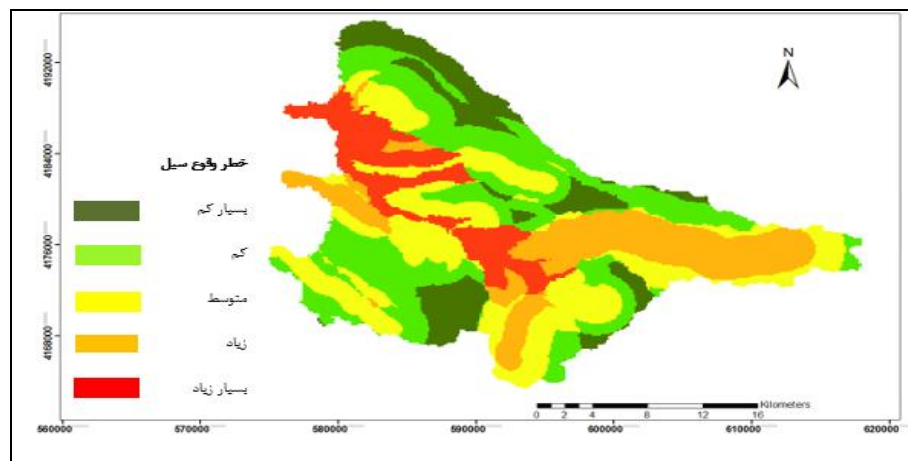 N
4192000
4184000
4176000
4168000
خطر وقوع سیل
بسیار کم
کم
متوسط
زیاد
بسیار زیاد
Kilometers
0 2 4 8 12 16
560000 570000 580000 590000 600000 610000 620000